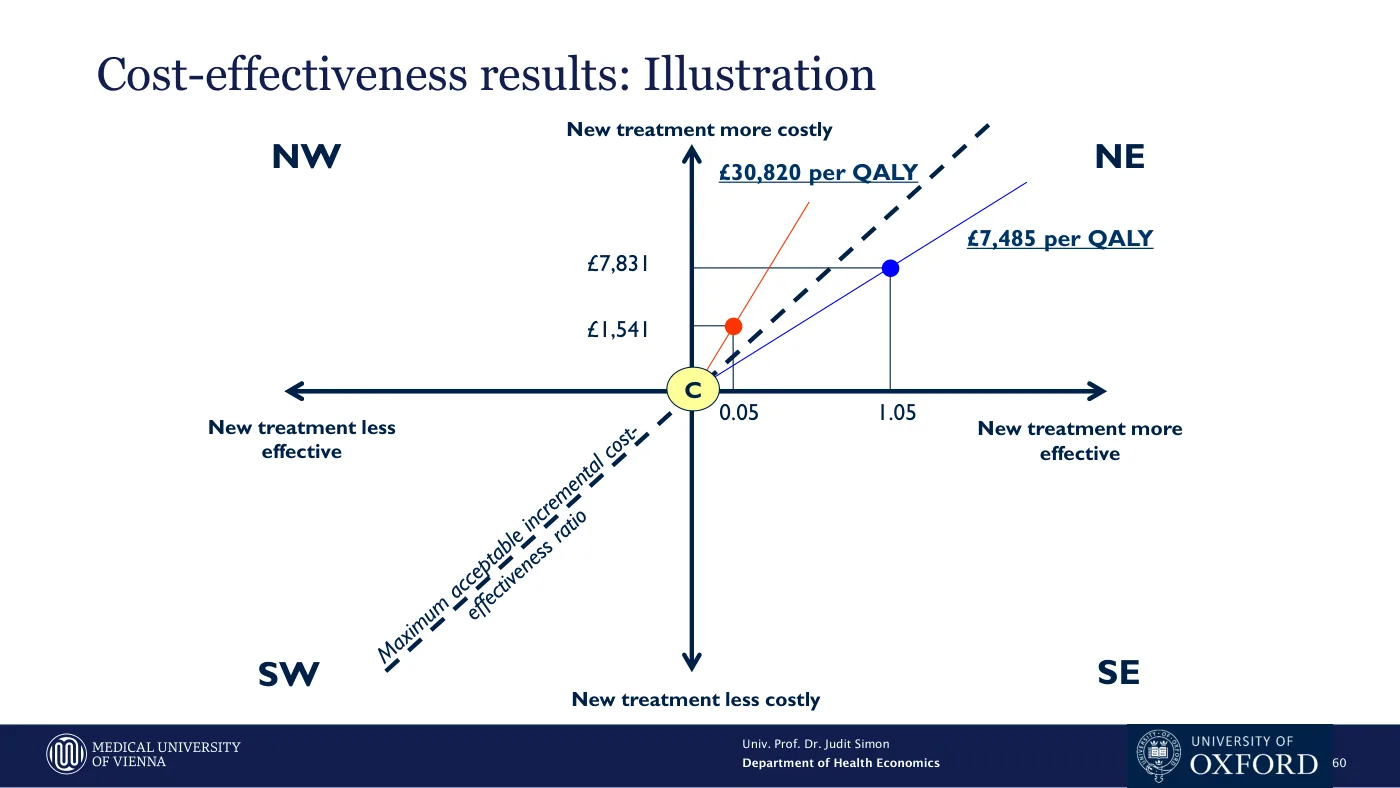 Cost-effectiveness results: Illustration
New treatment more costly
NW
NE
£30,820 per QALY
£7,485 per QALY
£7,831
£1,541
C
0.05
1.05
New treatment less
effective
New treatment more
effective
Maximum acceptable incremental cost-
effectiveness ratio
SW
SE
New treatment less costly
MEDICAL UNIVERSITY
OF VIENNA
Univ. Prof. Dr. Judit Simon
Department of Health Economics
UNIVERSITY OF
OXFORD
60